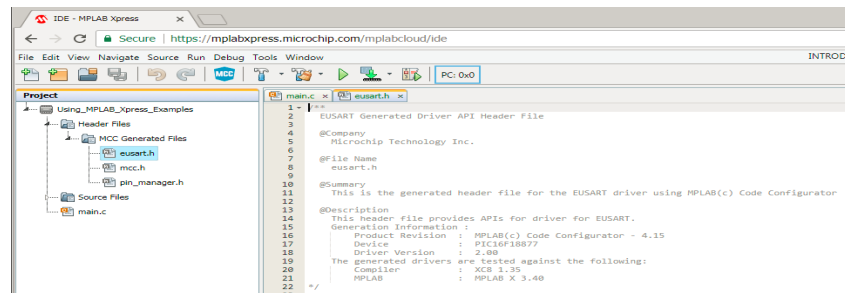 IDE - MPLAB Xpress
Secure | https://mplabxpress.microchip.com/mplabcloud/ide
File Edit View Navigate Source Run Debug Tools Window INTROD
MCC PC: 0x0
Project
main.c eusart.h
Using_MPLAB_Xpress_Examples
Header Files
MCC Generated Files
eusart.h
mcc.h
pin_manager.h
Source Files
main.c
1 /**
2 EUSART Generated Driver API Header File
3
4 @Company
5 Microchip Technology Inc.
6
7 @File Name
8 eusart.h
9
10 @Summary
11 This is the generated header file for the EUSART driver using MPLAB(c) Code Configurator
12
13 @Description
14 This header file provides APIs for driver for EUSART.
15 Generation Information :
16 Product Revision : MPLAB(c) Code Configurator - 4.15
17 Device : PIC16F18877
18 Driver Version : 2.00
19 The generated drivers are tested against the following:
20 Compiler : XC8 1.35
21 MPLAB : MPLAB X 3.40
22 */